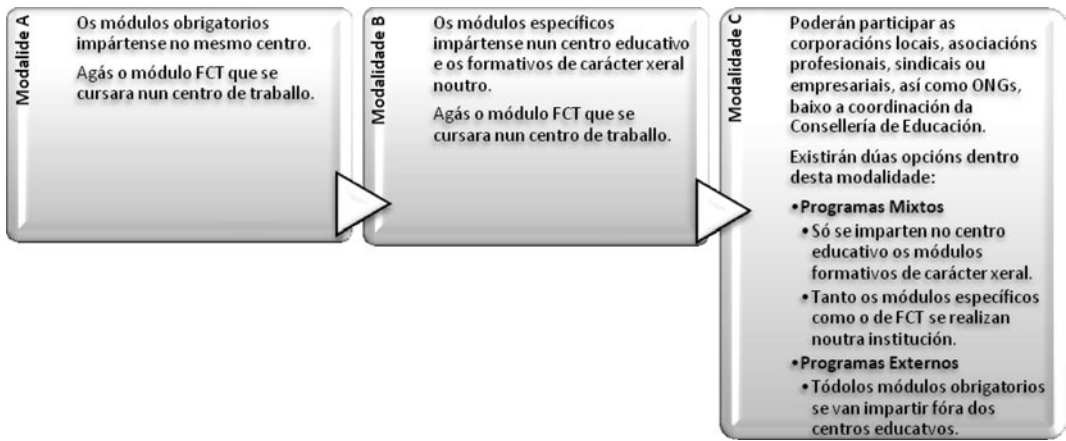 Modalide A
Os módulos obrigatorios
impártense no mesmo centro.
Agás o módulo FCT que se
cursara nun centro de traballo.
Modalidade B
Os módulos específicos
impártense nun centro educativo
e os formativos de carácter xeral
noutro.
Agás o módulo FCT que se
cursara nun centro de traballo.
Modalidade C
Poderán participar as
corporacións locais, asociacións
profesionais, sindicais ou
empresariais, así como ONGs,
baixo a coordinación da
Consellería de Educación.
Existirán dúas opcións dentro
desta modalidade:
•Programas Mixtos
•Só se imparten no centro
educativo os módulos
formativos de carácter xeral.
•Tanto os módulos específicos
como o de FCT se realizan
noutra institución.
•Programas Externos
•Tódolos módulos obrigatorios
se van impartir fóra dos
centros educatvos.